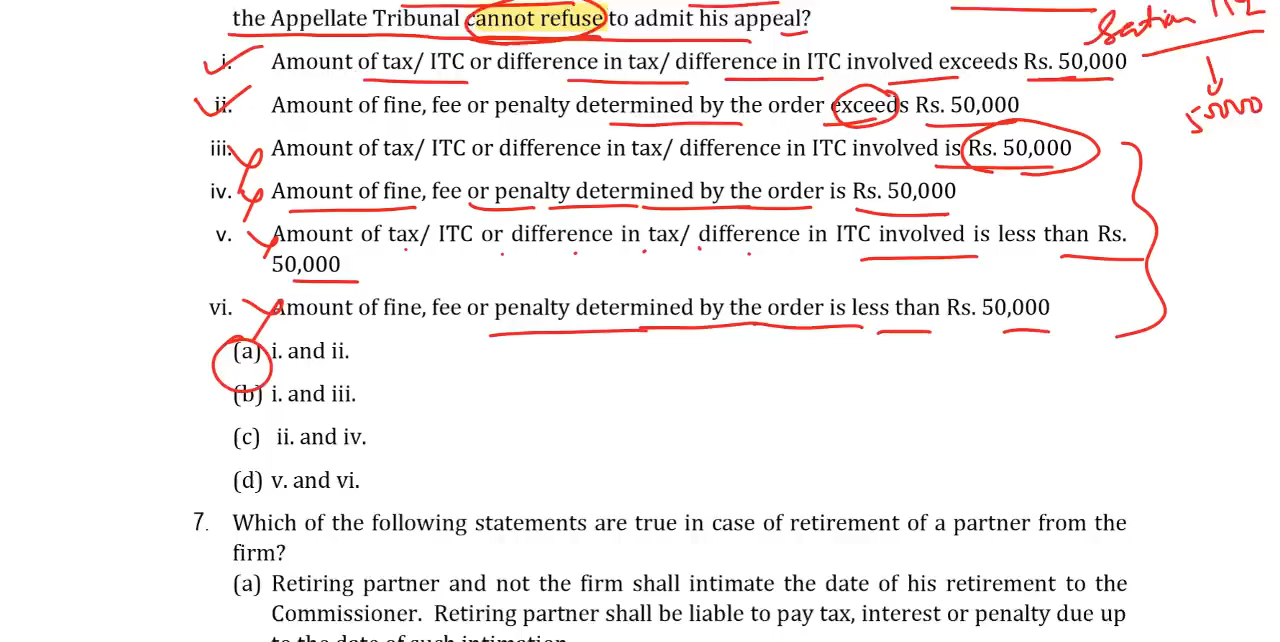 the Appellate Tribunal cannot refuse to admit his appeal?
Section 112
50000
i. Amount of tax/ ITC or difference in tax/ difference in ITC involved exceeds Rs. 50,000
ii. Amount of fine, fee or penalty determined by the order exceeds Rs. 50,000
iii. Amount of tax/ ITC or difference in tax/ difference in ITC involved is Rs. 50,000
iv. Amount of fine, fee or penalty determined by the order is Rs. 50,000
v. Amount of tax/ ITC or difference in tax/ difference in ITC involved is less than Rs.
50,000
vi. Amount of fine, fee or penalty determined by the order is less than Rs. 50,000
(a) i. and ii.
(b) i. and iii.
(c) ii. and iv.
(d) v. and vi.
7. Which of the following statements are true in case of retirement of a partner from the
firm?
(a) Retiring partner and not the firm shall intimate the date of his retirement to the
Commissioner. Retiring partner shall be liable to pay tax, interest or penalty due up
to the date of such intimation.